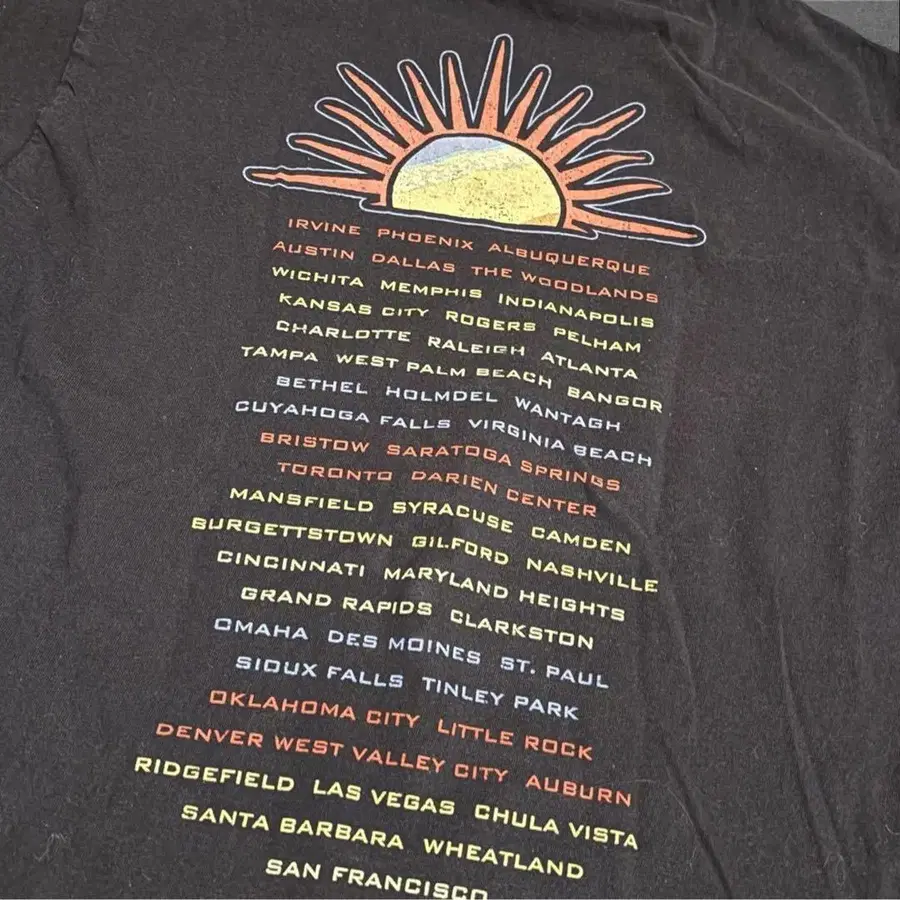 IRVINE PHOENIX ALBUQUERQUE
AUSTIN DALLAS THE WOODLANDS
WICHITA MEMPHIS INDIANAPOLIS
KANSAS CITY ROGERS PELHAM
CHARLOTTE RALEIGH ATLANTA
TAMPA WEST PALM BEACH BANGOR
BETHEL HOLMDEL WANTAGH
CUYAHOGA FALLS VIRGINIA BEACH
BRISTOW SARATOGA SPRINGS
TORONTO DARIEN CENTER
MANSFIELD SYRACUSE CAMDEN
BURGETTSTOWN GILFORD NASHVILLE
CINCINNATI MARYLAND HEIGHTS
GRAND RAPIDS CLARKSTON
OMAHA DES MOINES ST. PAUL
SIOUX FALLS TINLEY PARK
OKLAHOMA CITY LITTLE ROCK
DENVER WEST VALLEY CITY AUBURN
RIDGEFIELD LAS VEGAS CHULA VISTA
SANTA BARBARA WHEATLAND
SAN FRANCISCO